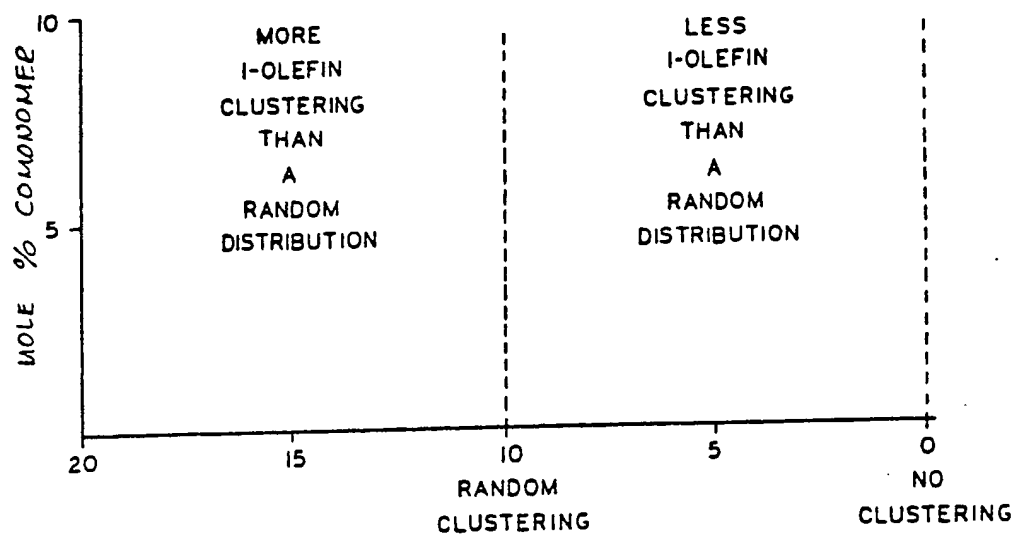 10
MOLE % COMONOMER
5
MORE
1-OLEFIN
CLUSTERING
THAN
A
RANDOM
DISTRIBUTION
LESS
1-OLEFIN
CLUSTERING
THAN
A
RANDOM
DISTRIBUTION
20
15
10
5
0
RANDOM
CLUSTERING
NO
CLUSTERING